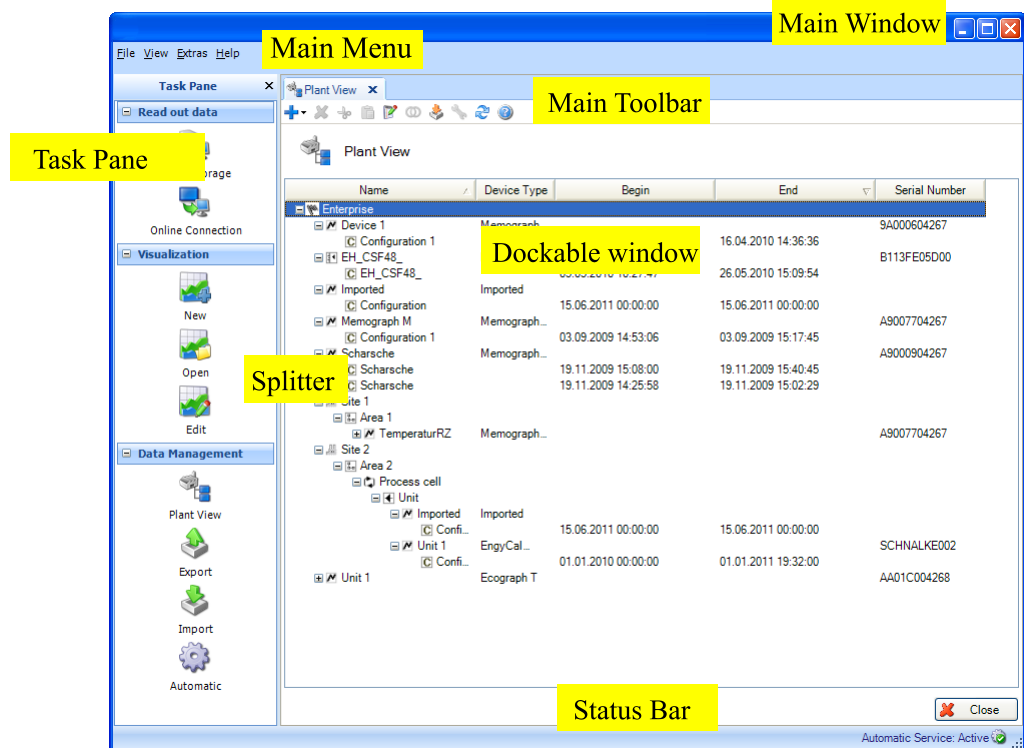 Main Window
File View Extras Help
Main Menu
Task Pane
Plant View
Main Toolbar
Read out data
Task Pane
Plant View
Online Connection
Name Device Type Begin End Serial Number
Enterprise
Device 1 9A000604267
Configuration 1 16.04.2010 14:36:36
Dockable window
Visualization
EH_CSF48_ B113FE05D00
EH_CSF48_ 26.05.2010 15:09:54
Imported Imported
Configuration 15.06.2011 00:00:00 15.06.2011 00:00:00
New
Memograph M Memograph... A9007704267
Configuration 1 03.09.2009 14:53:06 03.09.2009 15:17:45
Scharsche Memograph... A9000904267
Open
Splitter
Scharsche 19.11.2009 15:08:00 19.11.2009 15:40:45
Scharsche 19.11.2009 14:25:58 19.11.2009 15:02:29
Site 1
Area 1
Edit
TemperaturRZ Memograph... A9007704267
Data Management
Site 2
Area 2
Process cell
Unit
Plant View
Imported Imported
Confi... 15.06.2011 00:00:00 15.06.2011 00:00:00
Unit 1 EngyCal... SCHNALKE002
Confi... 01.01.2010 00:00:00 01.01.2011 19:32:00
Export
Unit 1 Ecograph T AA01C004268
Import
Automatic
Status Bar
Close
Automatic Service: Active